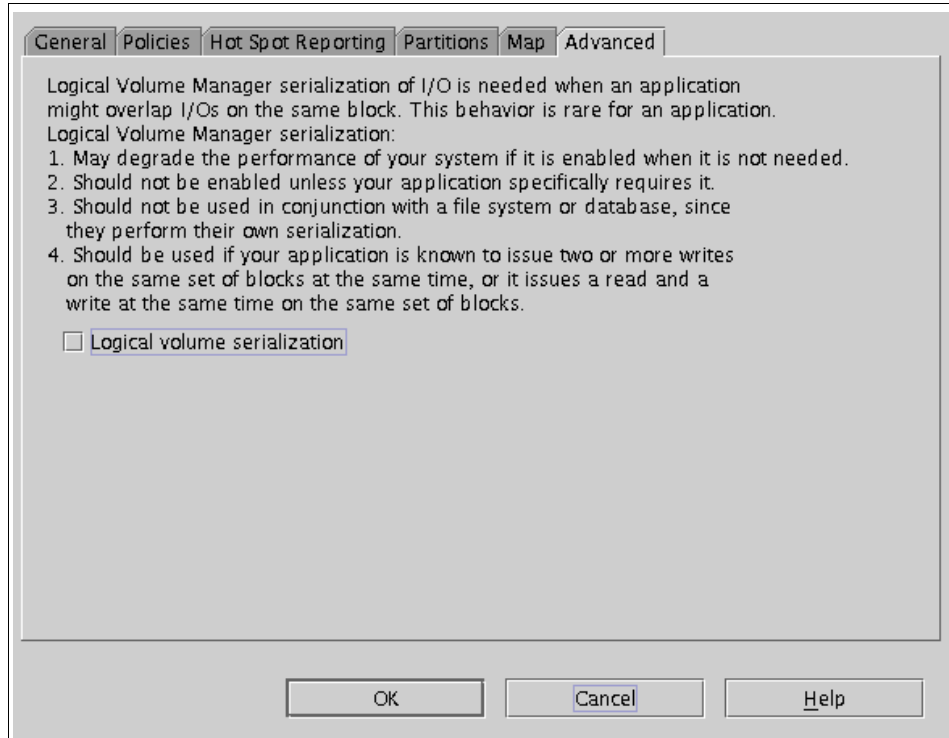 General Policies Hot Spot Reporting Partitions Map Advanced
Logical Volume Manager serialization of I/O is needed when an application
might overlap I/Os on the same block. This behavior is rare for an application.
Logical Volume Manager serialization:
1. May degrade the performance of your system if it is enabled when it is not needed.
2. Should not be enabled unless your application specifically requires it.
3. Should not be used in conjunction with a file system or database, since
they perform their own serialization.
4. Should be used if your application is known to issue two or more writes
on the same set of blocks at the same time, or it issues a read and a
write at the same time on the same set of blocks.
Logical volume serialization
OK Cancel Help